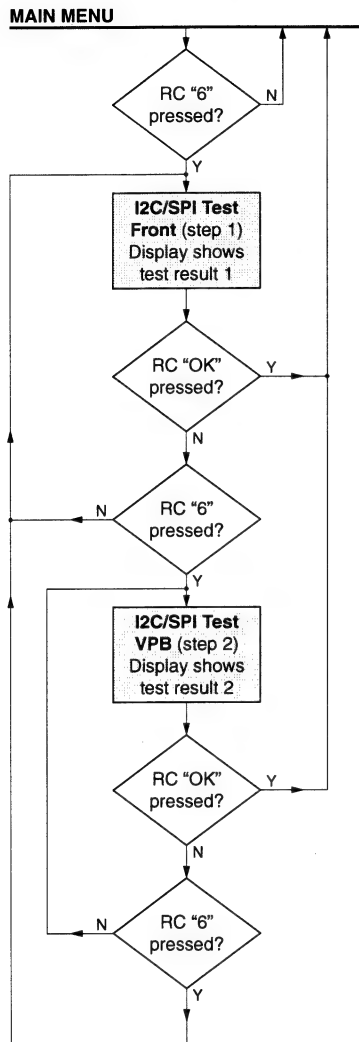 MAIN MENU
RC “6”
pressed?
N
Y
I2C/SPI Test
Front (step 1)
Display shows
test result 1
RC “OK”
pressed?
Y
N
RC “6”
pressed?
N
Y
I2C/SPI Test
VPB (step 2)
Display shows
test result 2
RC “OK”
pressed?
Y
N
RC “6”
pressed?
N
Y